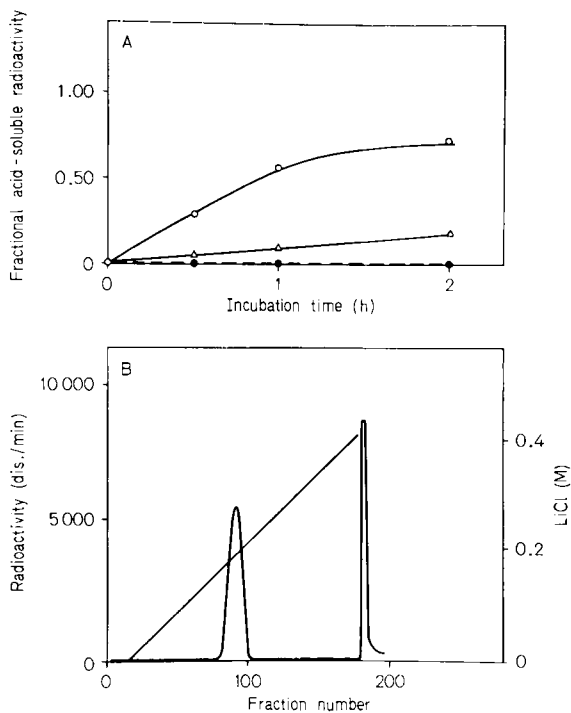 Fractional acid-soluble radioactivity
A
1.00
0.50
0
0
1
2
Incubation time (h)
Radioactivity (dis./min)
B
10 000
5 000
0
0.4
0.2
0
LiCl (M)
0
100
200
Fraction number